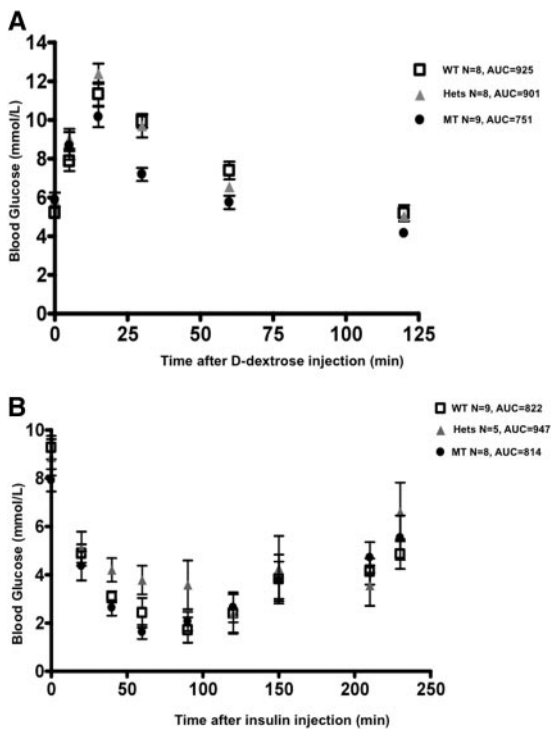 A
14
12
10
8
6
4
2
0
Blood Glucose (mmol/L)
0 25 50 75 100 125
Time after D-dextrose injection (min)
WT N=8, AUC=925
Hets N=8, AUC=901
MT N=9, AUC=751
B
10
8
6
4
2
0
Blood Glucose (mmol/L)
0 50 100 150 200 250
Time after insulin injection (min)
WT N=9, AUC=822
Hets N=5, AUC=947
MT N=8, AUC=814